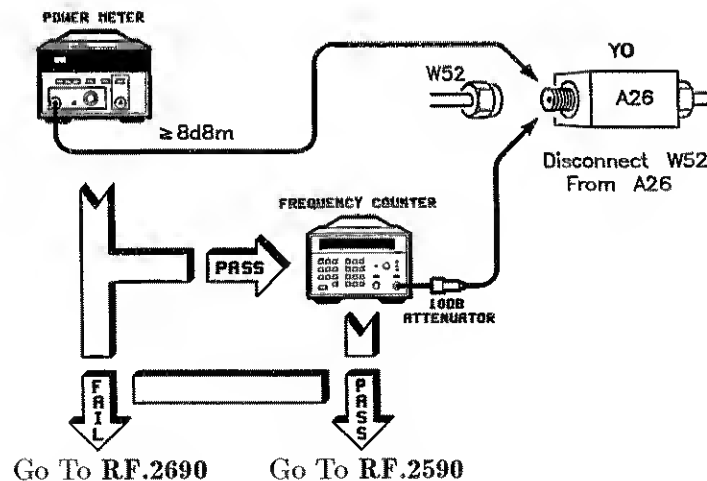 POWER METER
YO
W52
A26
≥ 8d8m
Disconnect W52
From A26
FREQUENCY COUNTER
PASS
10DB
ATTENUATOR
FAIL
PASS
Go To RF.2690
Go To RF.2590